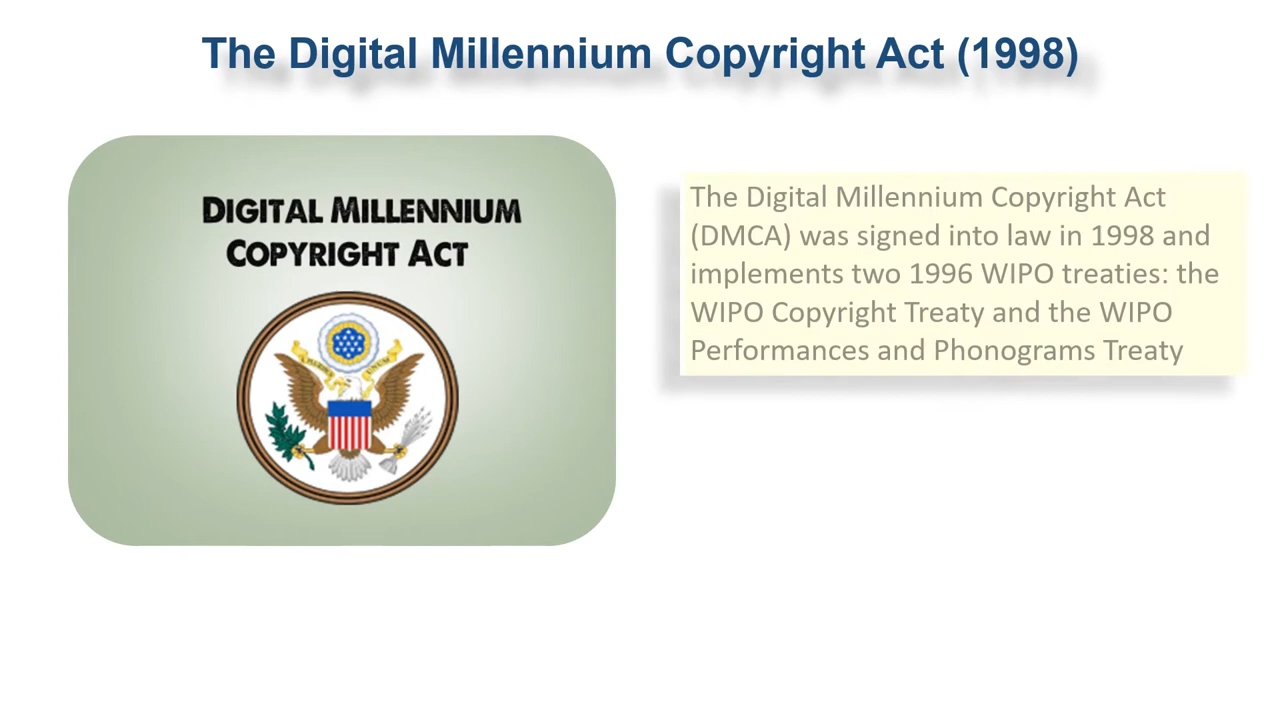 The Digital Millennium Copyright Act (1998)
DIGITAL MILLENNIUM
COPYRIGHT ACT
UNUM
The Digital Millennium Copyright Act
(DMCA) was signed into law in 1998 and
implements two 1996 WIPO treaties: the
WIPO Copyright Treaty and the WIPO
Performances and Phonograms Treaty